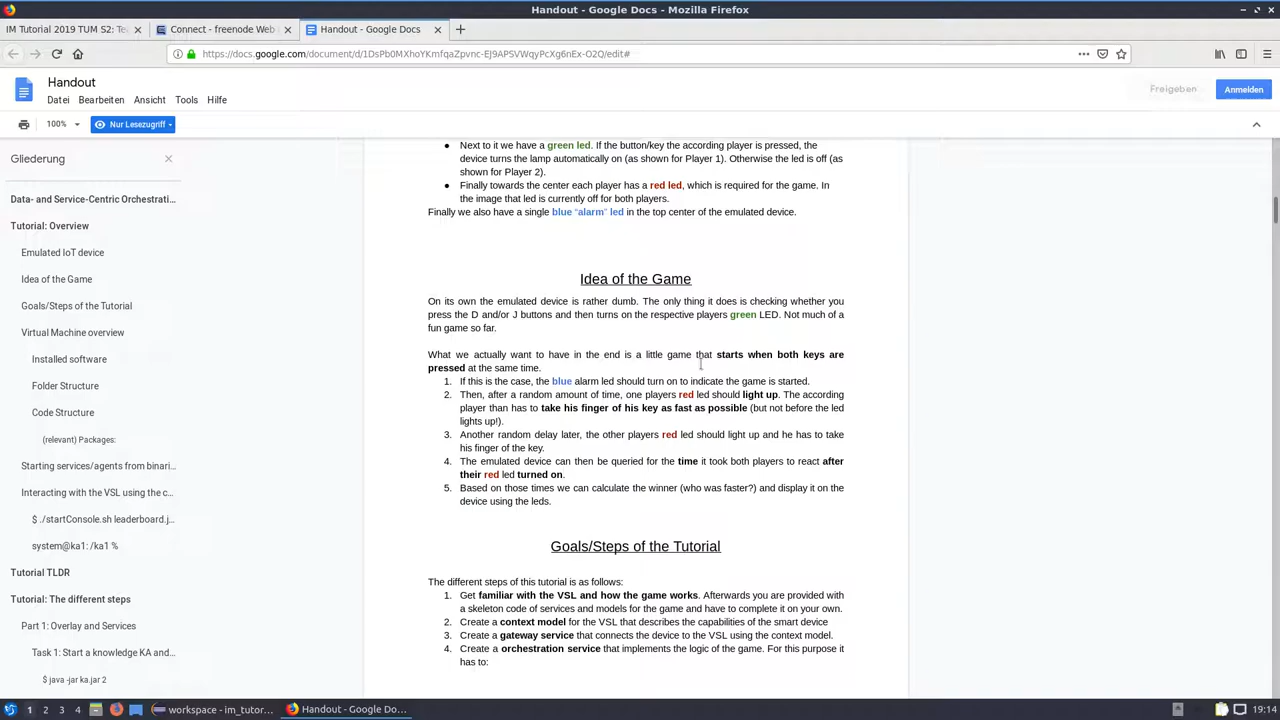 Handout - Google Docs - Mozilla Firefox
IM Tutorial 2019 TUM S2: Te
Connect - freenode Web
Handout - Google Docs
https://docs.google.com/document/d/1DsPb0MXhoYKmfqaZpvnc-EJ9APSVWqyPcXg6nEx-O2Q/edit#
Handout
Datei Bearbeiten Ansicht Tools Hilfe
Freigeben
Anmelden
100%
Nur Lesezugriff
Gliederung
Data- and Service-Centric Orchestrati...
Tutorial: Overview
Emulated IoT device
Idea of the Game
Goals/Steps of the Tutorial
Virtual Machine overview
Installed software
Folder Structure
Code Structure
(relevant) Packages:
Starting services/agents from binari...
Interacting with the VSL using the c...
$ ./startConsole.sh leaderboard.j...
system@ka1: /ka1 %
Tutorial TLDR
Tutorial: The different steps
Part 1: Overlay and Services
Task 1: Start a knowledge KA and...
$ java -jar ka.jar 2
● Next to it we have a green led. If the button/key the according player is pressed, the
device turns the lamp automatically on (as shown for Player 1). Otherwise the led is off (as
shown for Player 2).
● Finally towards the center each player has a red led, which is required for the game. In
the image that led is currently off for both players.
Finally we also have a single blue “alarm” led in the top center of the emulated device.
Idea of the Game
On its own the emulated device is rather dumb. The only thing it does is checking whether you
press the D and/or J buttons and then turns on the respective players green LED. Not much of a
fun game so far.
What we actually want to have in the end is a little game that starts when both keys are
pressed at the same time.
1. If this is the case, the blue alarm led should turn on to indicate the game is started.
2. Then, after a random amount of time, one players red led should light up. The according
player than has to take his finger of his key as fast as possible (but not before the led
lights up!).
3. Another random delay later, the other players red led should light up and he has to take
his finger of the key.
4. The emulated device can then be queried for the time it took both players to react after
their red led turned on.
5. Based on those times we can calculate the winner (who was faster?) and display it on the
device using the leds.
Goals/Steps of the Tutorial
The different steps of this tutorial is as follows:
1. Get familiar with the VSL and how the game works. Afterwards you are provided with
a skeleton code of services and models for the game and have to complete it on your own.
2. Create a context model for the VSL that describes the capabilities of the smart device
3. Create a gateway service that connects the device to the VSL using the context model.
4. Create a orchestration service that implements the logic of the game. For this purpose it
has to:
1 2 3 4
workspace - im_tutor...
Handout - Google Do...
19:14